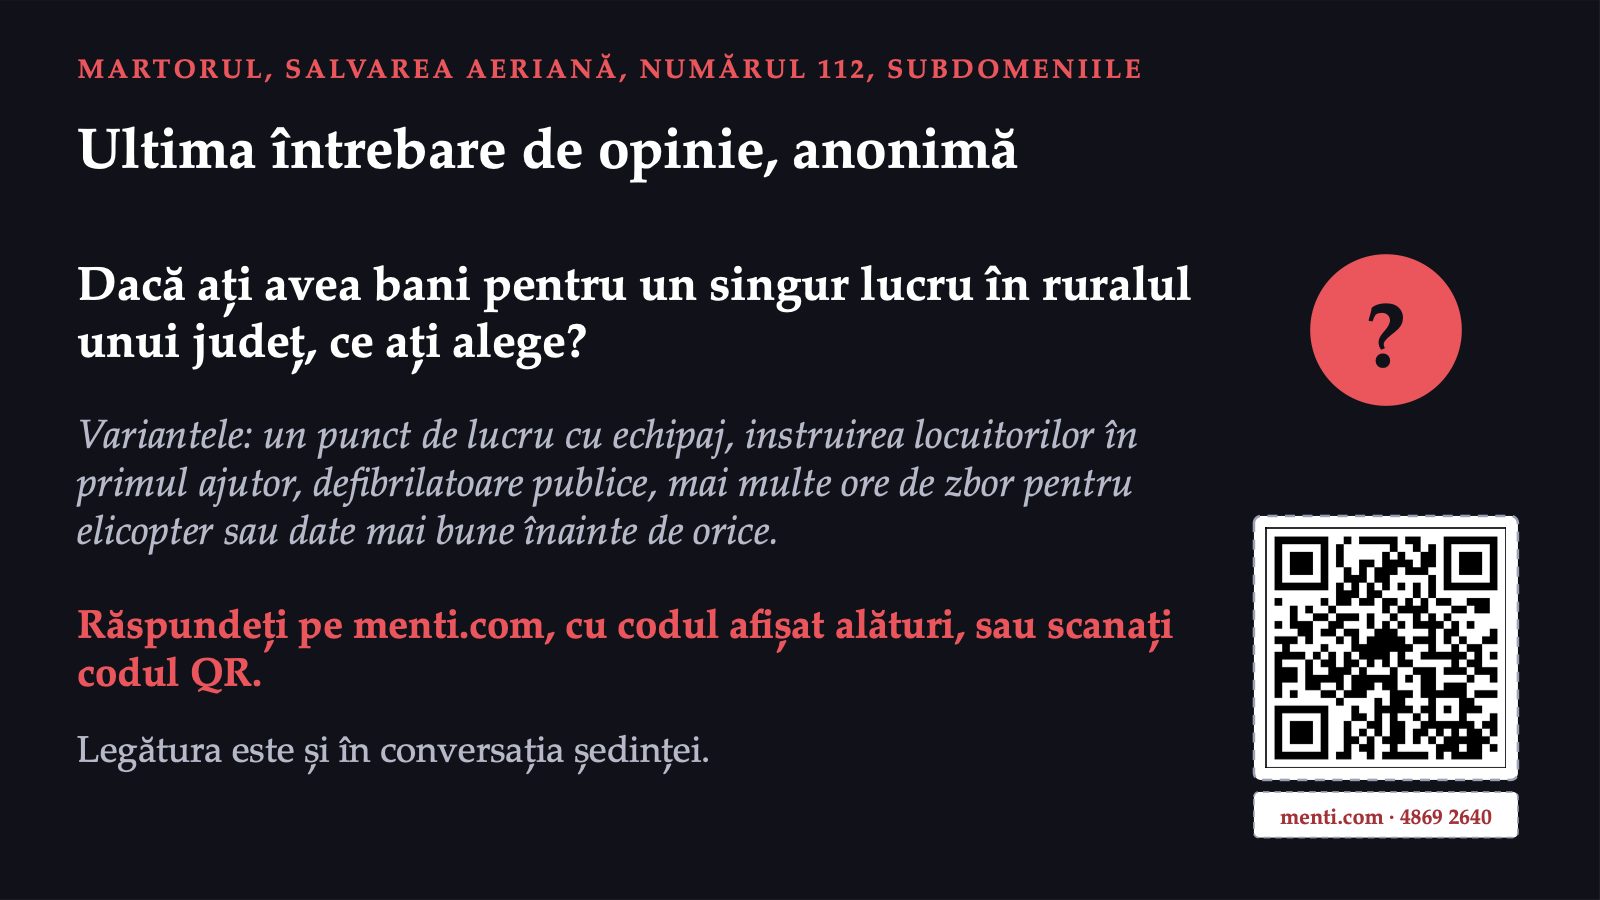 MARTORUL, SALVAREA AERIANĂ, NUMĂRUL 112, SUBDOMENIILE
Ultima întrebare de opinie, anonimă
Dacă ați avea bani pentru un singur lucru în ruralul
unui județ, ce ați alege?
?
Variantele: un punct de lucru cu echipaj, instruirea locuitorilor în
primul ajutor, defibrilatoare publice, mai multe ore de zbor pentru
elicopter sau date mai bune înainte de orice.
Răspundeți pe menti.com, cu codul afișat alături, sau scanați
codul QR.
Legătura este și în conversația ședinței.
menti.com · 4869 2640